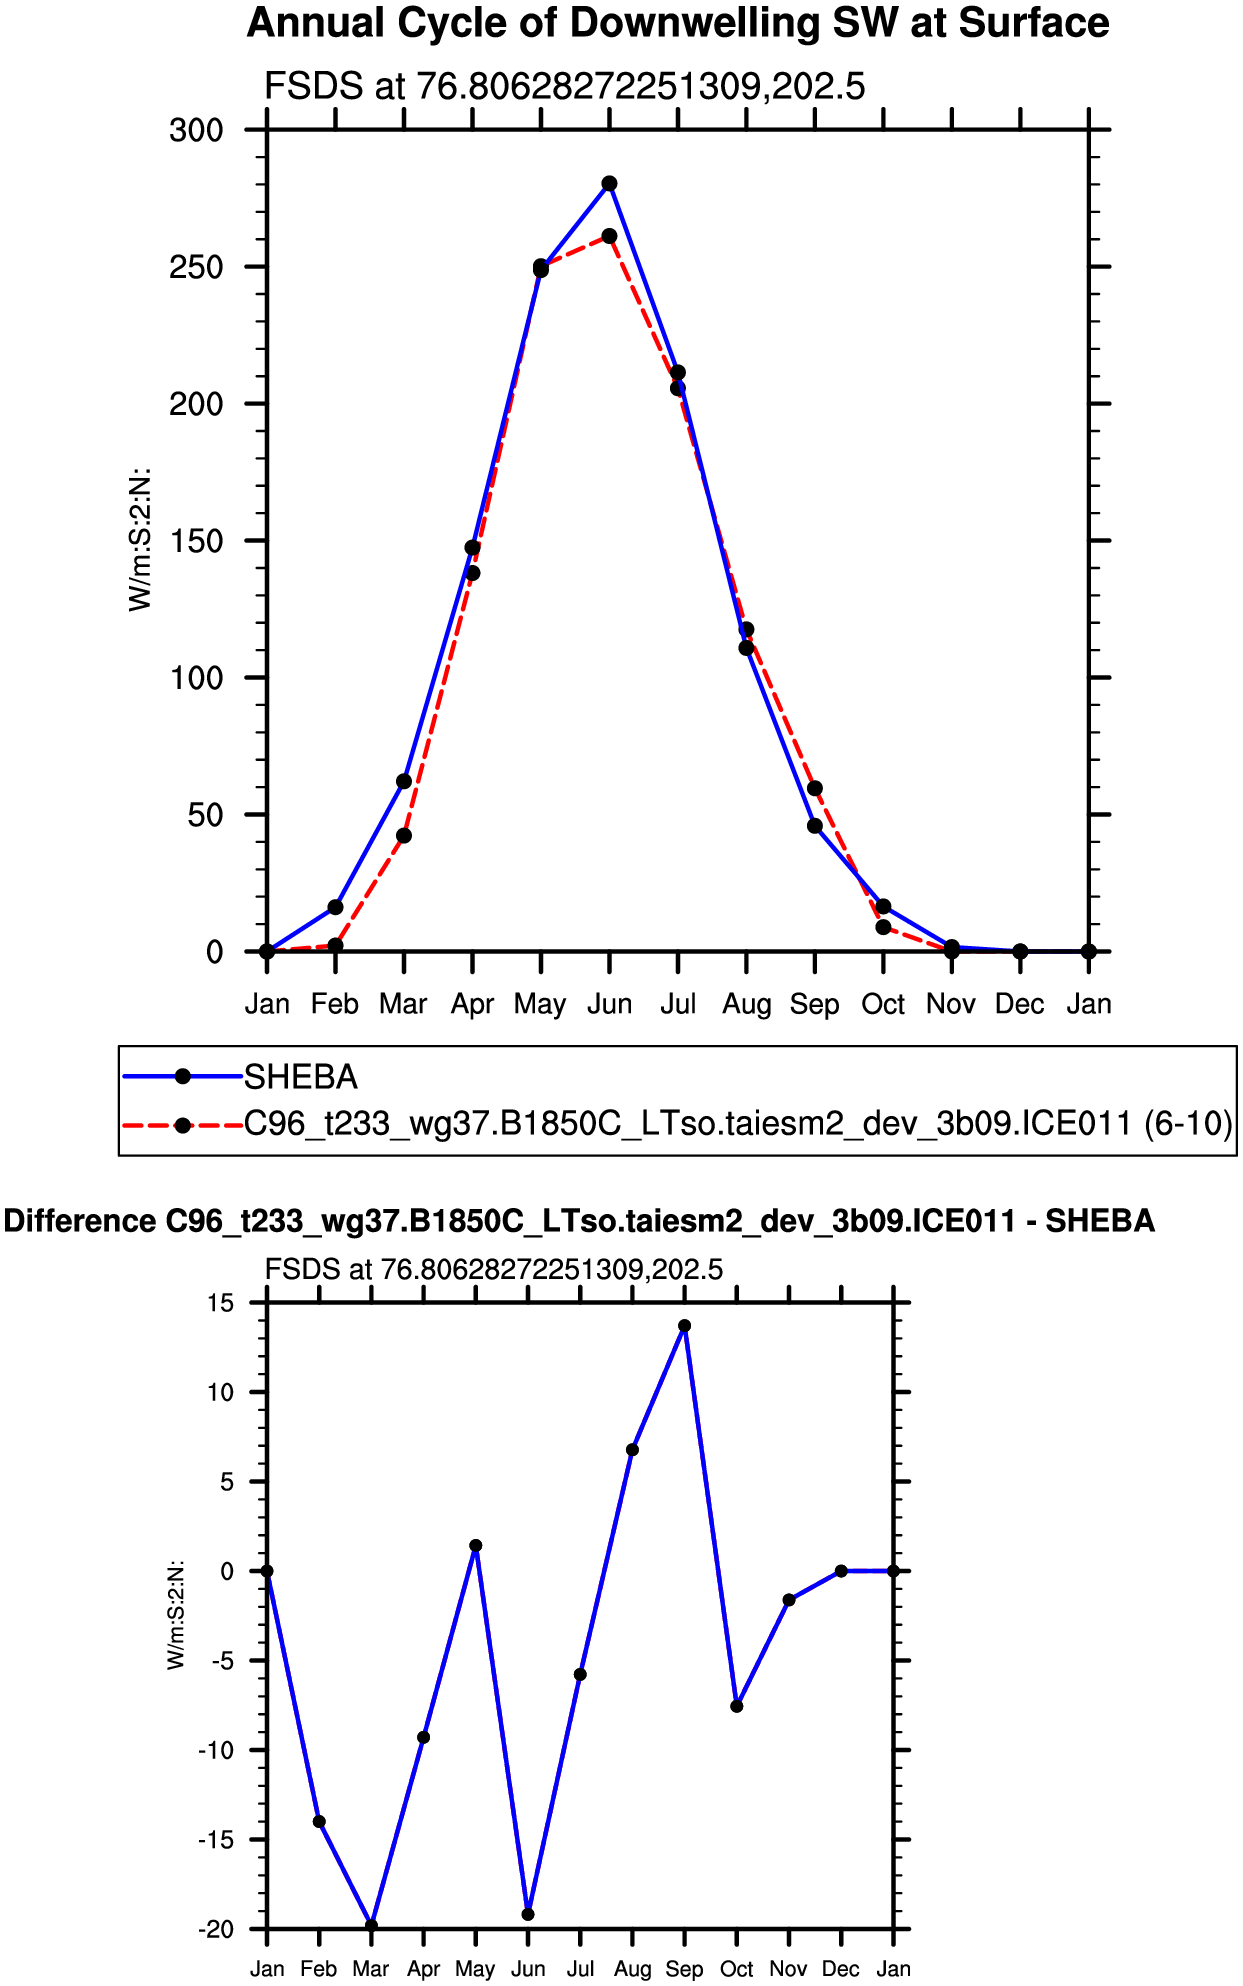 Annual Cycle of Downwelling SW at Surface
FSDS at 76.80628272251309,202.5
300
250
200
150
100
50
0
W/m:S:2:N:
Jan Feb Mar Apr May Jun Jul Aug Sep Oct Nov Dec Jan
SHEBA
C96_t233_wg37.B1850C_LTso.taiesm2_dev_3b09.ICE011 (6-10)
Difference C96_t233_wg37.B1850C_LTso.taiesm2_dev_3b09.ICE011 - SHEBA
FSDS at 76.80628272251309,202.5
15
10
5
0
-5
-10
-15
-20
W/m:S:2:N:
Jan Feb Mar Apr May Jun Jul Aug Sep Oct Nov Dec Jan